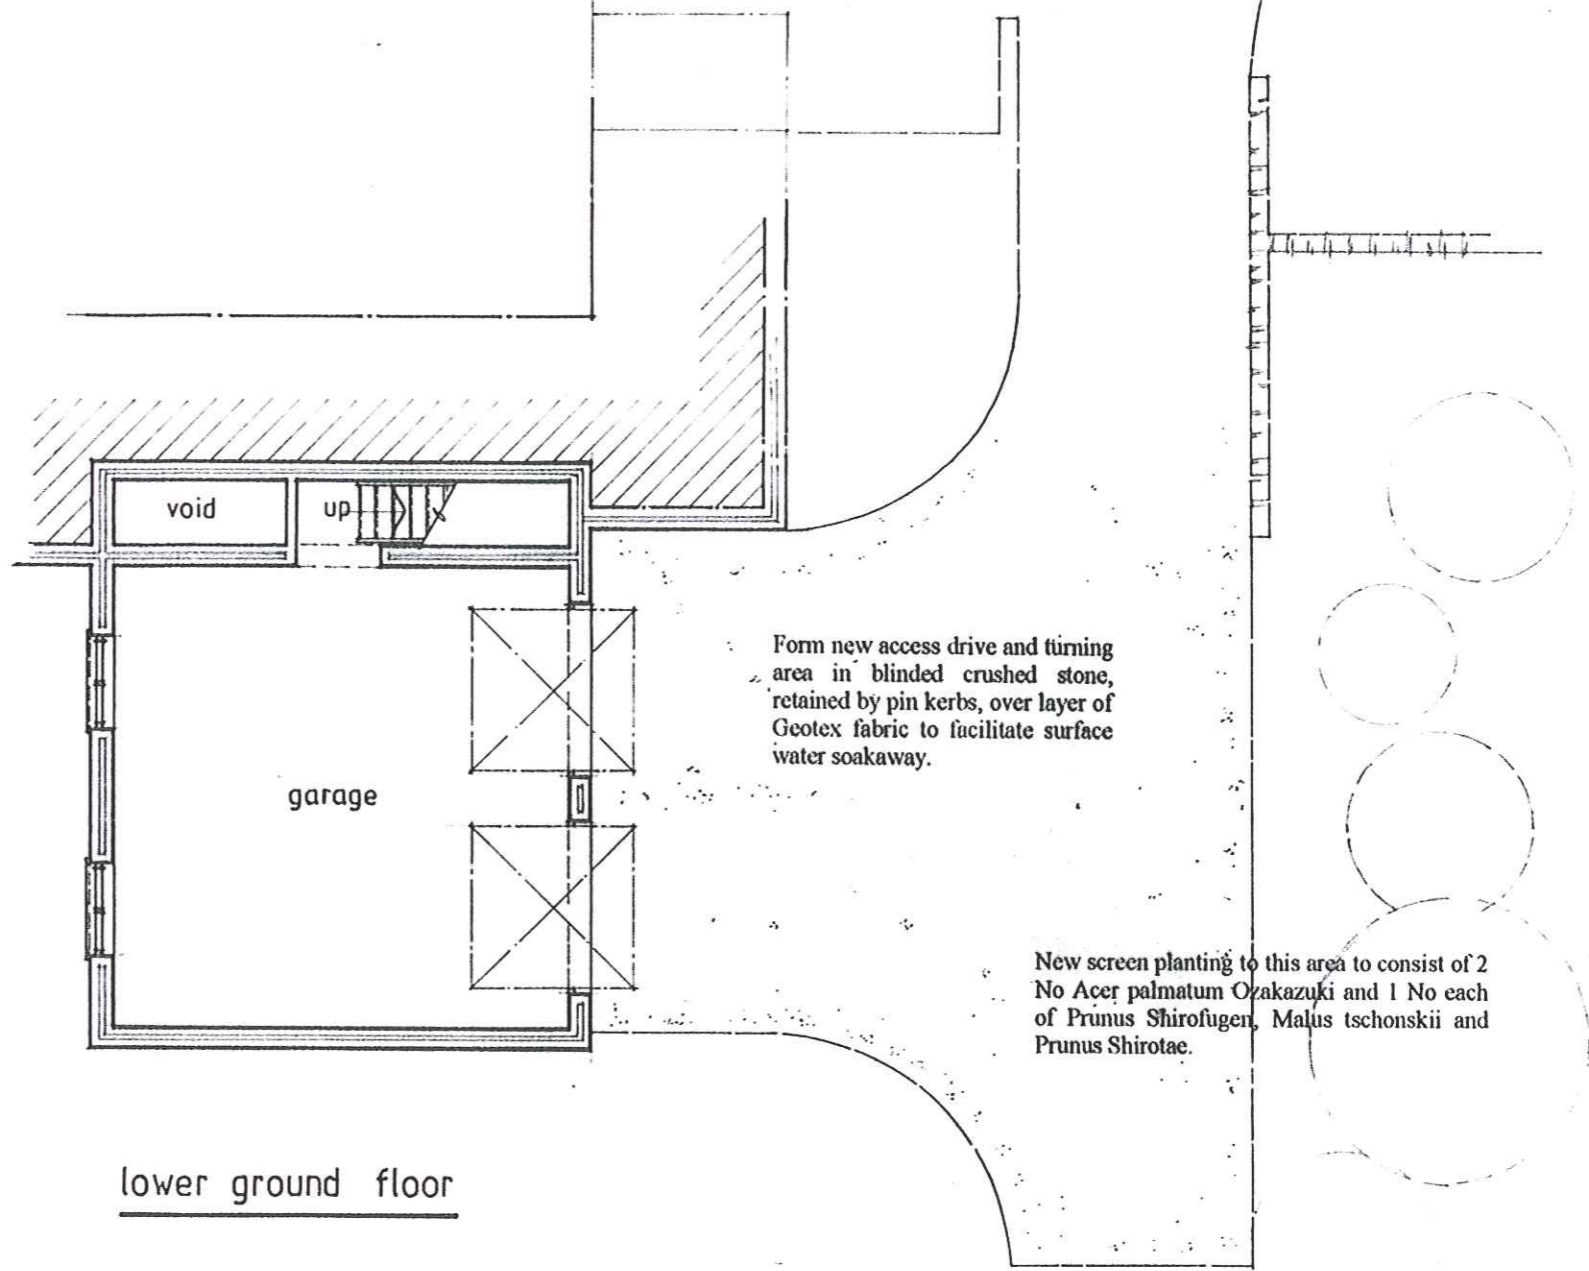 void
up
Form new access drive and turning
area in blinded crushed stone,
retained by pin kerbs, over layer of
Geotex fabric to facilitate surface
water soakaway.
garage
New screen planting to this area to consist of 2
No Acer palmatum Ozakazuki and 1 No each
of Prunus Shirofugen, Malus tschonskii and
Prunus Shirotae.
lower ground floor